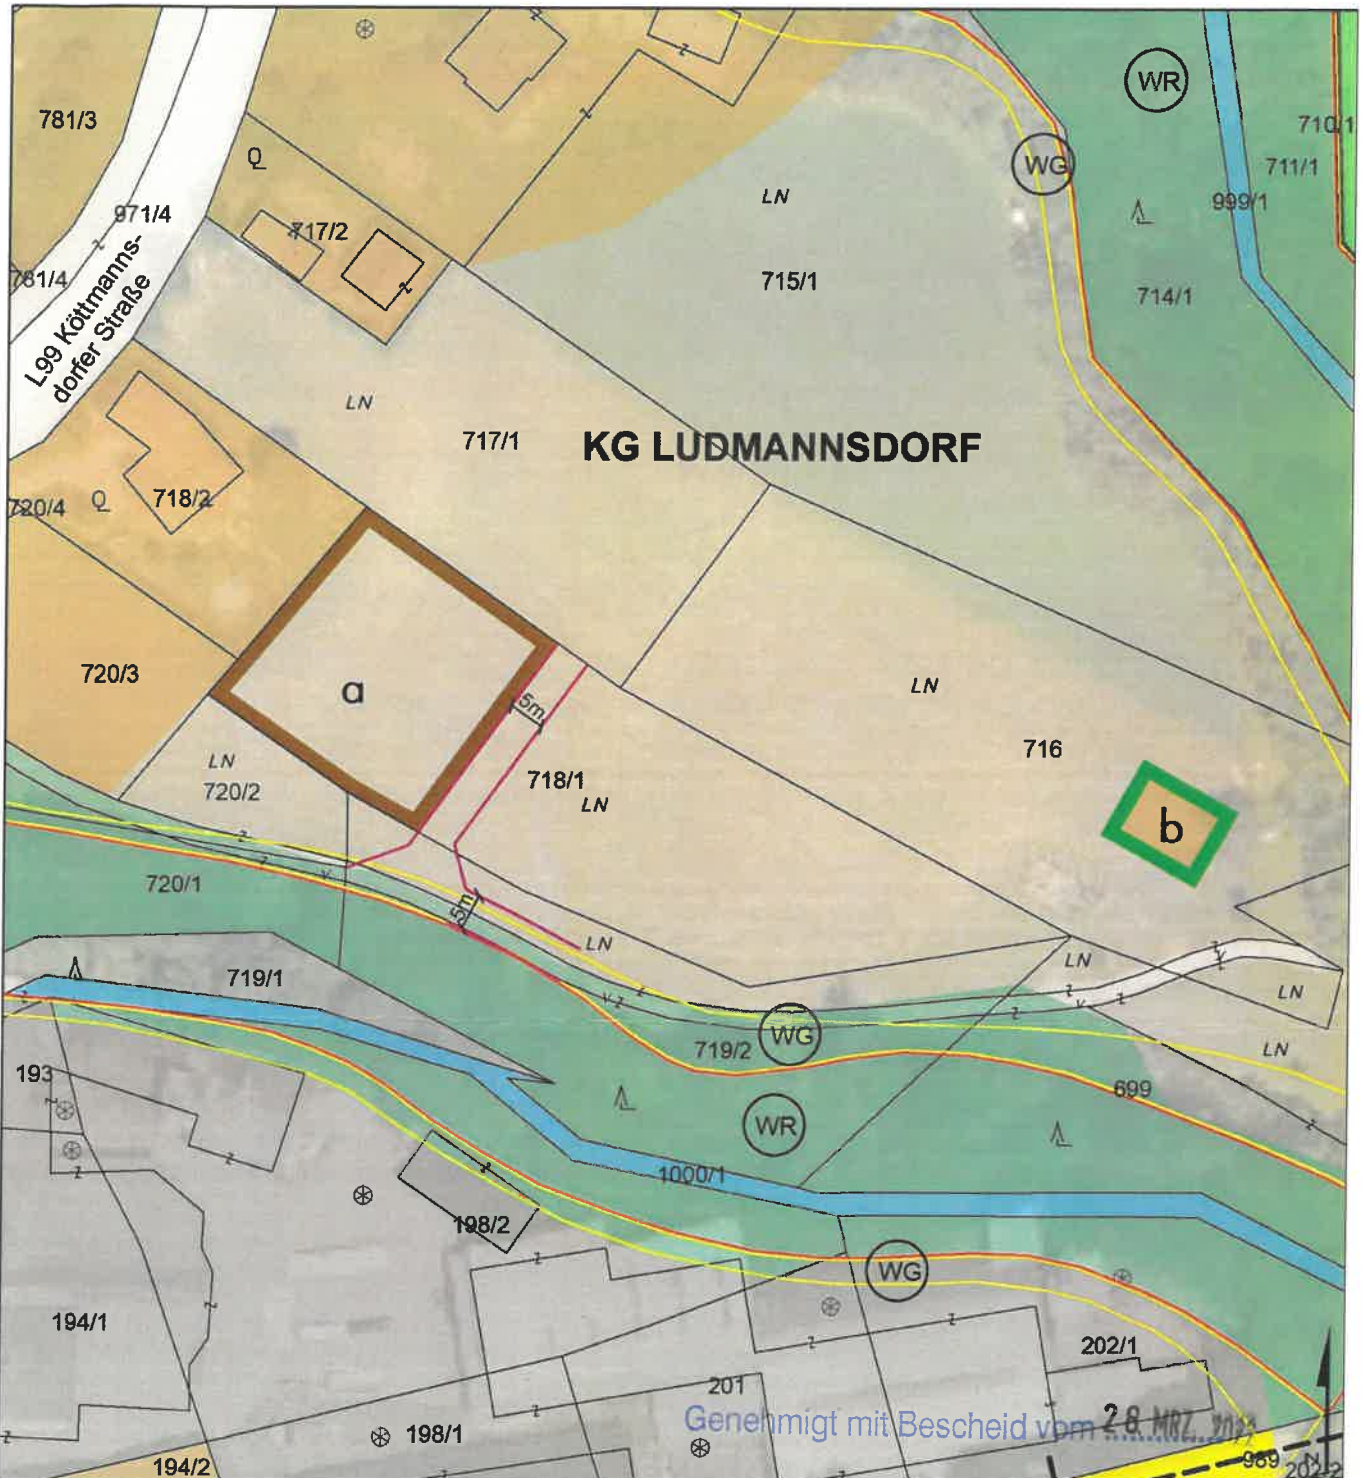 781/3
WR
710/1
Q
WG
711/1
LN
971/4
717/2
999/1
781/4
715/1
714/1
L99 Köttmanns-
dorfer Straße
LN
717/1
KG LUDMANNSDORF
720/4
Q
718/2
720/3
a
LN
5m
716
LN
720/2
718/1
LN
b
720/1
5m
LN
LN
719/1
LN
WG
719/2
LN
193
699
WR
1000/1
198/2
WG
194/1
202/1
201
Genehmigt mit Bescheid vom 28. MRZ.
198/1
989
N
194/2